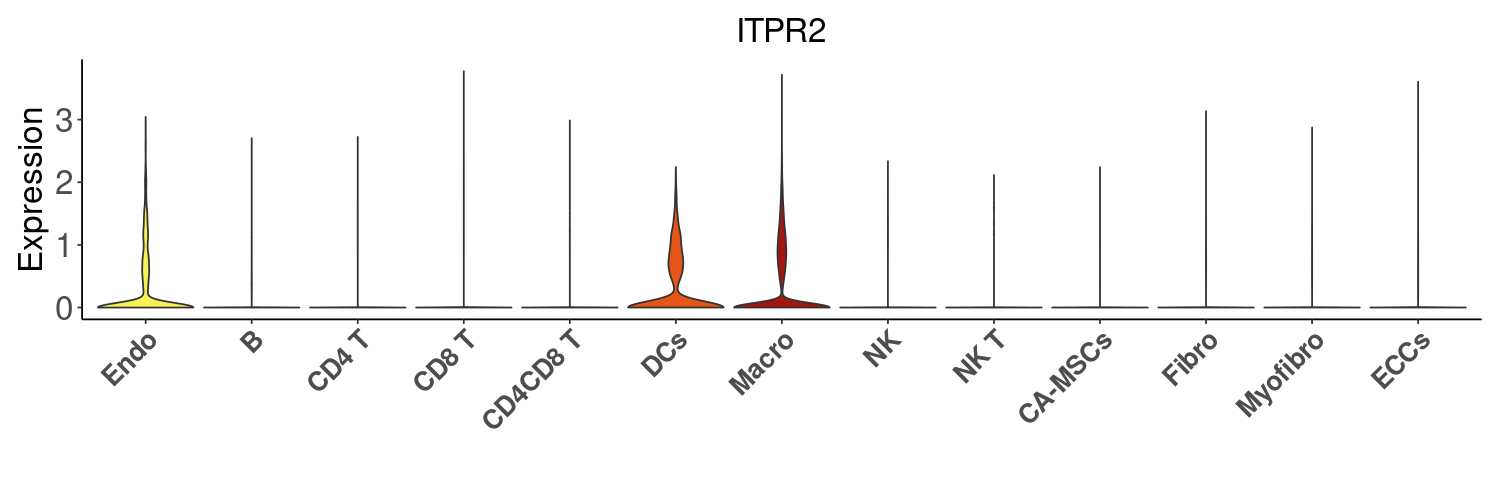 ITPR2
Expression
3
2
1
0
Endo
B
CD4 T
CD8 T
CD4CD8 T
DCs
Macro
NK
NK T
CA-MSCs
Fibro
Myofibro
ECCs